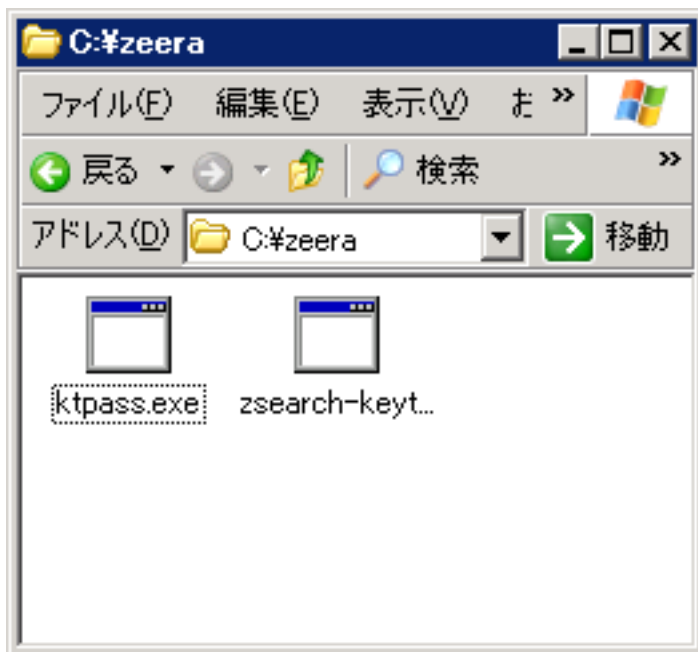 C:¥zeera
ファイル(F) 編集(E) 表示(V) お »
戻る 検索 »
アドレス(D) C:¥zeera 移動
ktpass.exe zsearch-keyt...